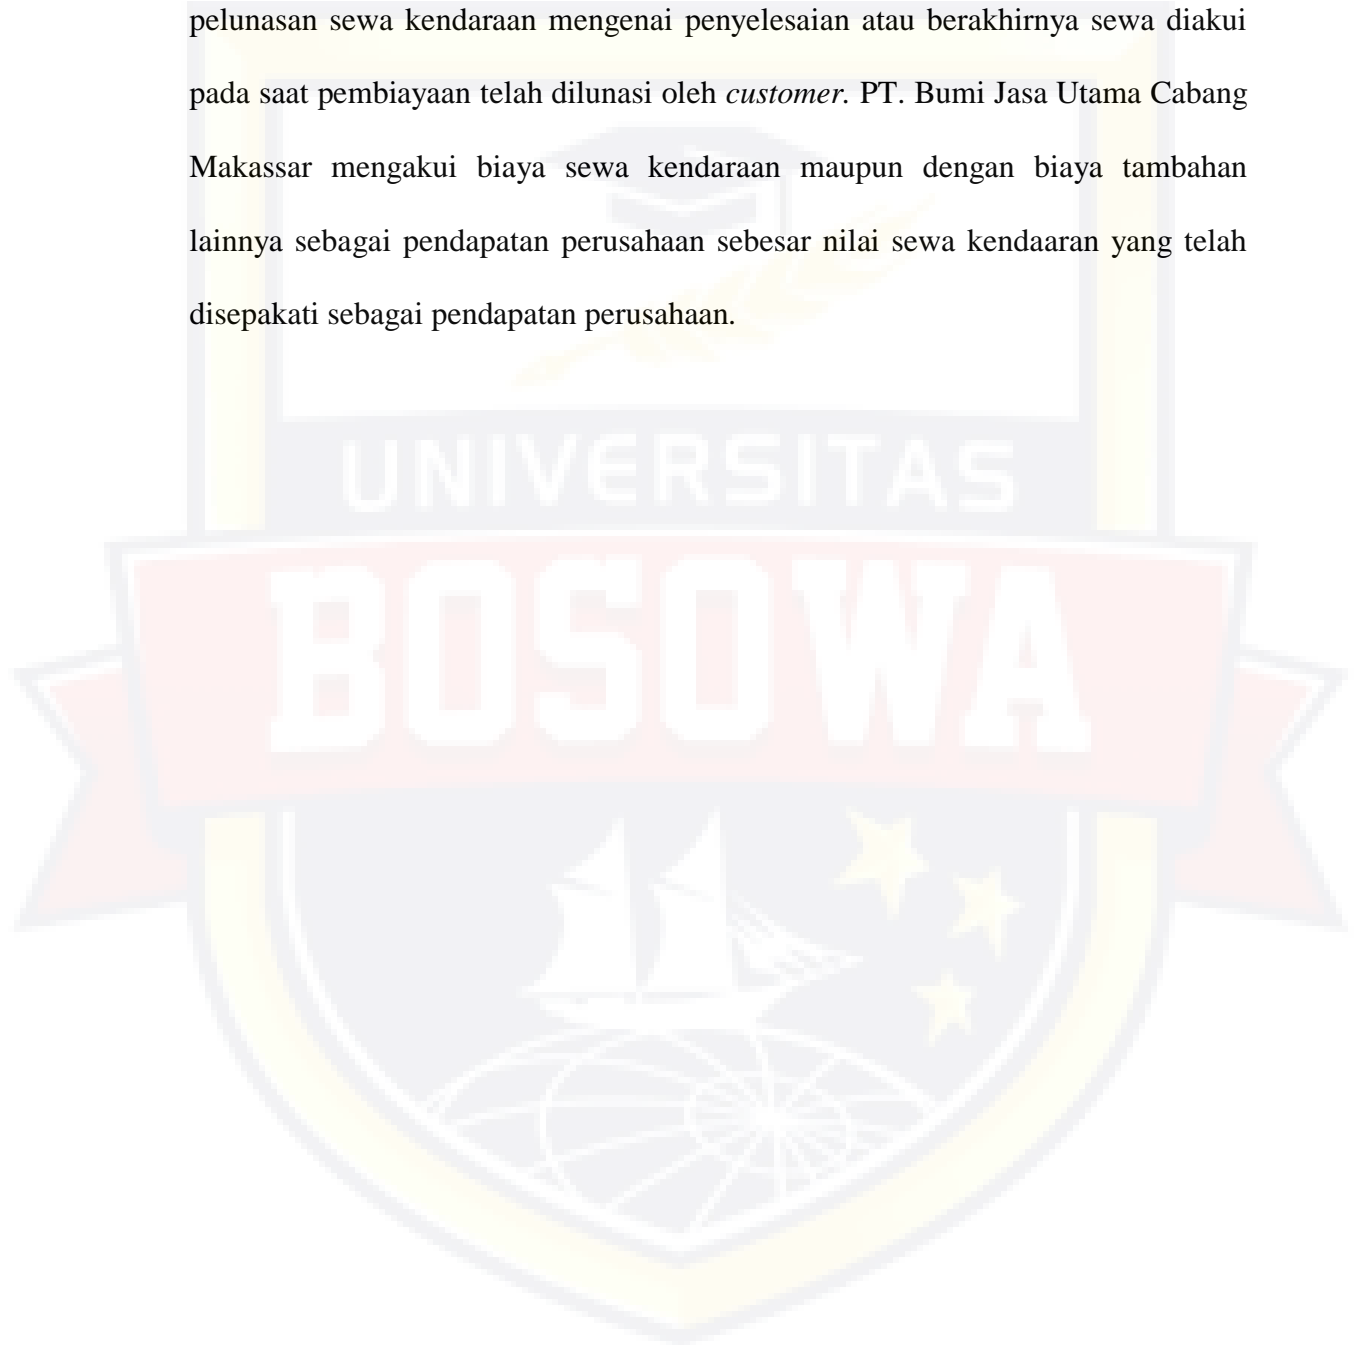 pelunasan sewa kendaraan mengenai penyelesaian atau berakhirnya sewa diakui
pada saat pembiayaan telah dilunasi oleh customer. PT. Bumi Jasa Utama Cabang
Makassar mengakui biaya sewa kendaraan maupun dengan biaya tambahan
lainnya sebagai pendapatan perusahaan sebesar nilai sewa kendaaran yang telah
disepakati sebagai pendapatan perusahaan.
UNIVERSITAS
BOSOWA